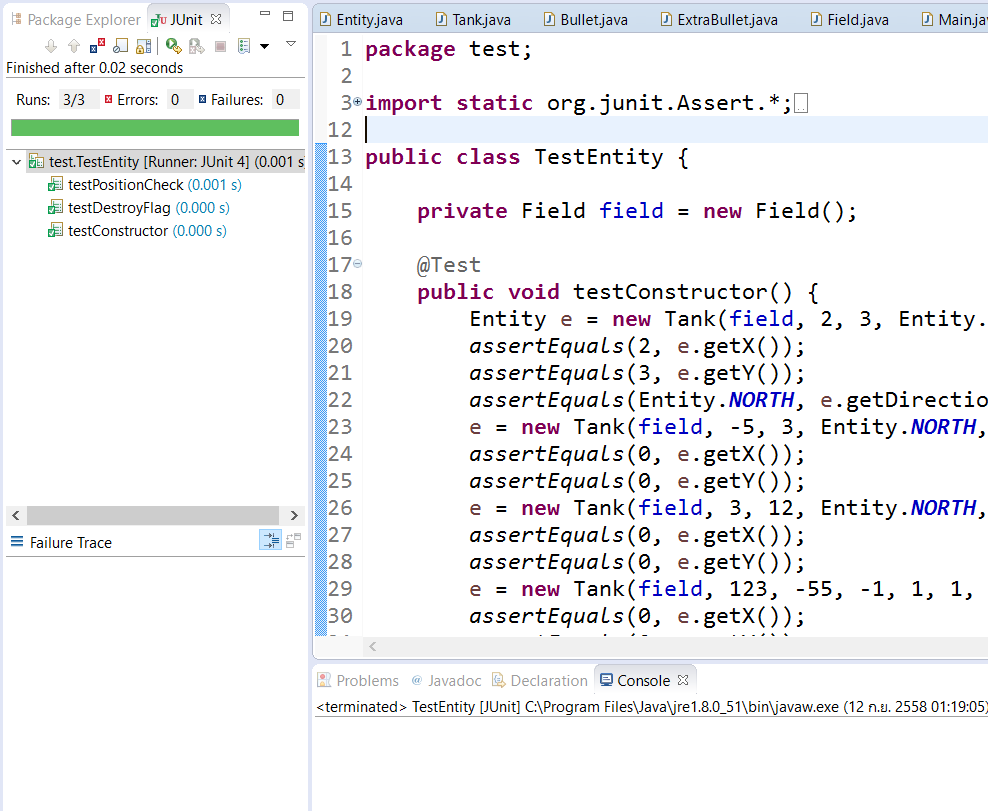 Package Explorer JUnit
Finished after 0.02 seconds
Runs: 3/3 Errors: 0 Failures: 0
test.TestEntity [Runner: JUnit 4] (0.001 s
testPositionCheck (0.001 s)
testDestroyFlag (0.000 s)
testConstructor (0.000 s)
Failure Trace
Entity.java Tank.java Bullet.java ExtraBullet.java Field.java Main.ja
1 package test;
2
3 import static org.junit.Assert.*;
12
13 public class TestEntity {
14
15 private Field field = new Field();
16
17 @Test
18 public void testConstructor() {
19 Entity e = new Tank(field, 2, 3, Entity.
20 assertEquals(2, e.getX());
21 assertEquals(3, e.getY());
22 assertEquals(Entity.NORTH, e.getDirectio
23 e = new Tank(field, -5, 3, Entity.NORTH,
24 assertEquals(0, e.getX());
25 assertEquals(0, e.getY());
26 e = new Tank(field, 3, 12, Entity.NORTH,
27 assertEquals(0, e.getX());
28 assertEquals(0, e.getY());
29 e = new Tank(field, 123, -55, -1, 1, 1,
30 assertEquals(0, e.getX());
Problems Javadoc Declaration Console
<terminated> TestEntity [JUnit] C:\Program Files\Java\jre1.8.0_51\bin\javaw.exe (12 ก.ย. 2558 01:19:05)